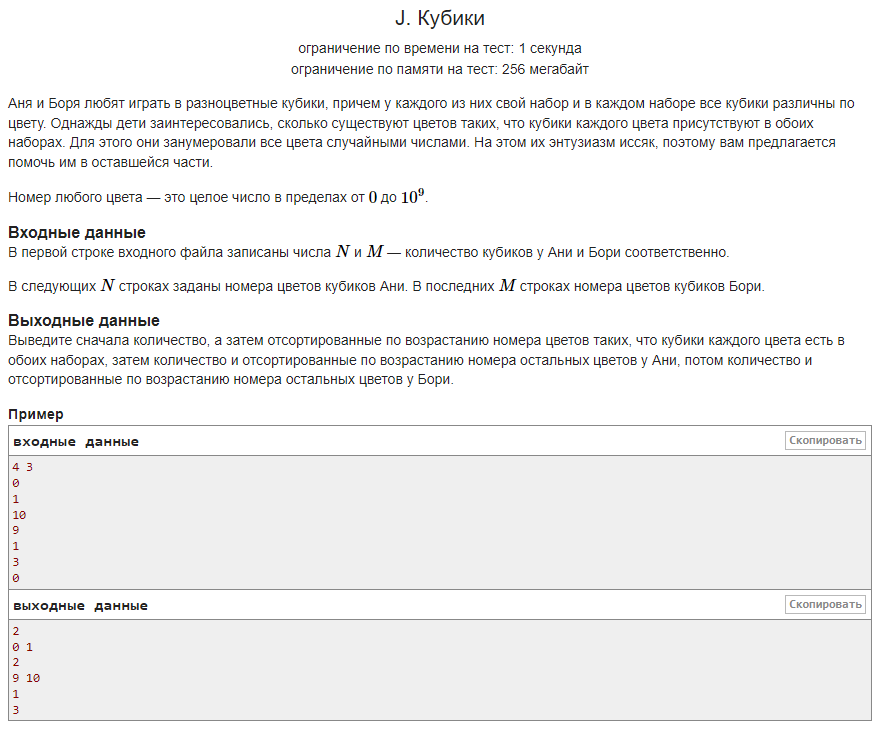 J. Кубики
ограничение по времени на тест: 1 секунда
ограничение по памяти на тест: 256 мегабайт
Аня и Боря любят играть в разноцветные кубики, причем у каждого из них свой набор и в каждом наборе все кубики различны по
цвету. Однажды дети заинтересовались, сколько существуют цветов таких, что кубики каждого цвета присутствуют в обоих
наборах. Для этого они занумеровали все цвета случайными числами. На этом их энтузиазм иссяк, поэтому вам предлагается
помочь им в оставшейся части.
Номер любого цвета — это целое число в пределах от 0 до 10⁹.
Входные данные
В первой строке входного файла записаны числа N и M — количество кубиков у Ани и Бори соответственно.
В следующих N строках заданы номера цветов кубиков Ани. В последних M строках номера цветов кубиков Бори.
Выходные данные
Выведите сначала количество, а затем отсортированные по возрастанию номера цветов таких, что кубики каждого цвета есть в
обоих наборах, затем количество и отсортированные по возрастанию номера остальных цветов у Ани, потом количество и
отсортированные по возрастанию номера остальных цветов у Бори.
Пример
входные данные Скопировать
4 3
0
1
10
9
1
3
0
выходные данные Скопировать
2
0 1
2
9 10
1
3